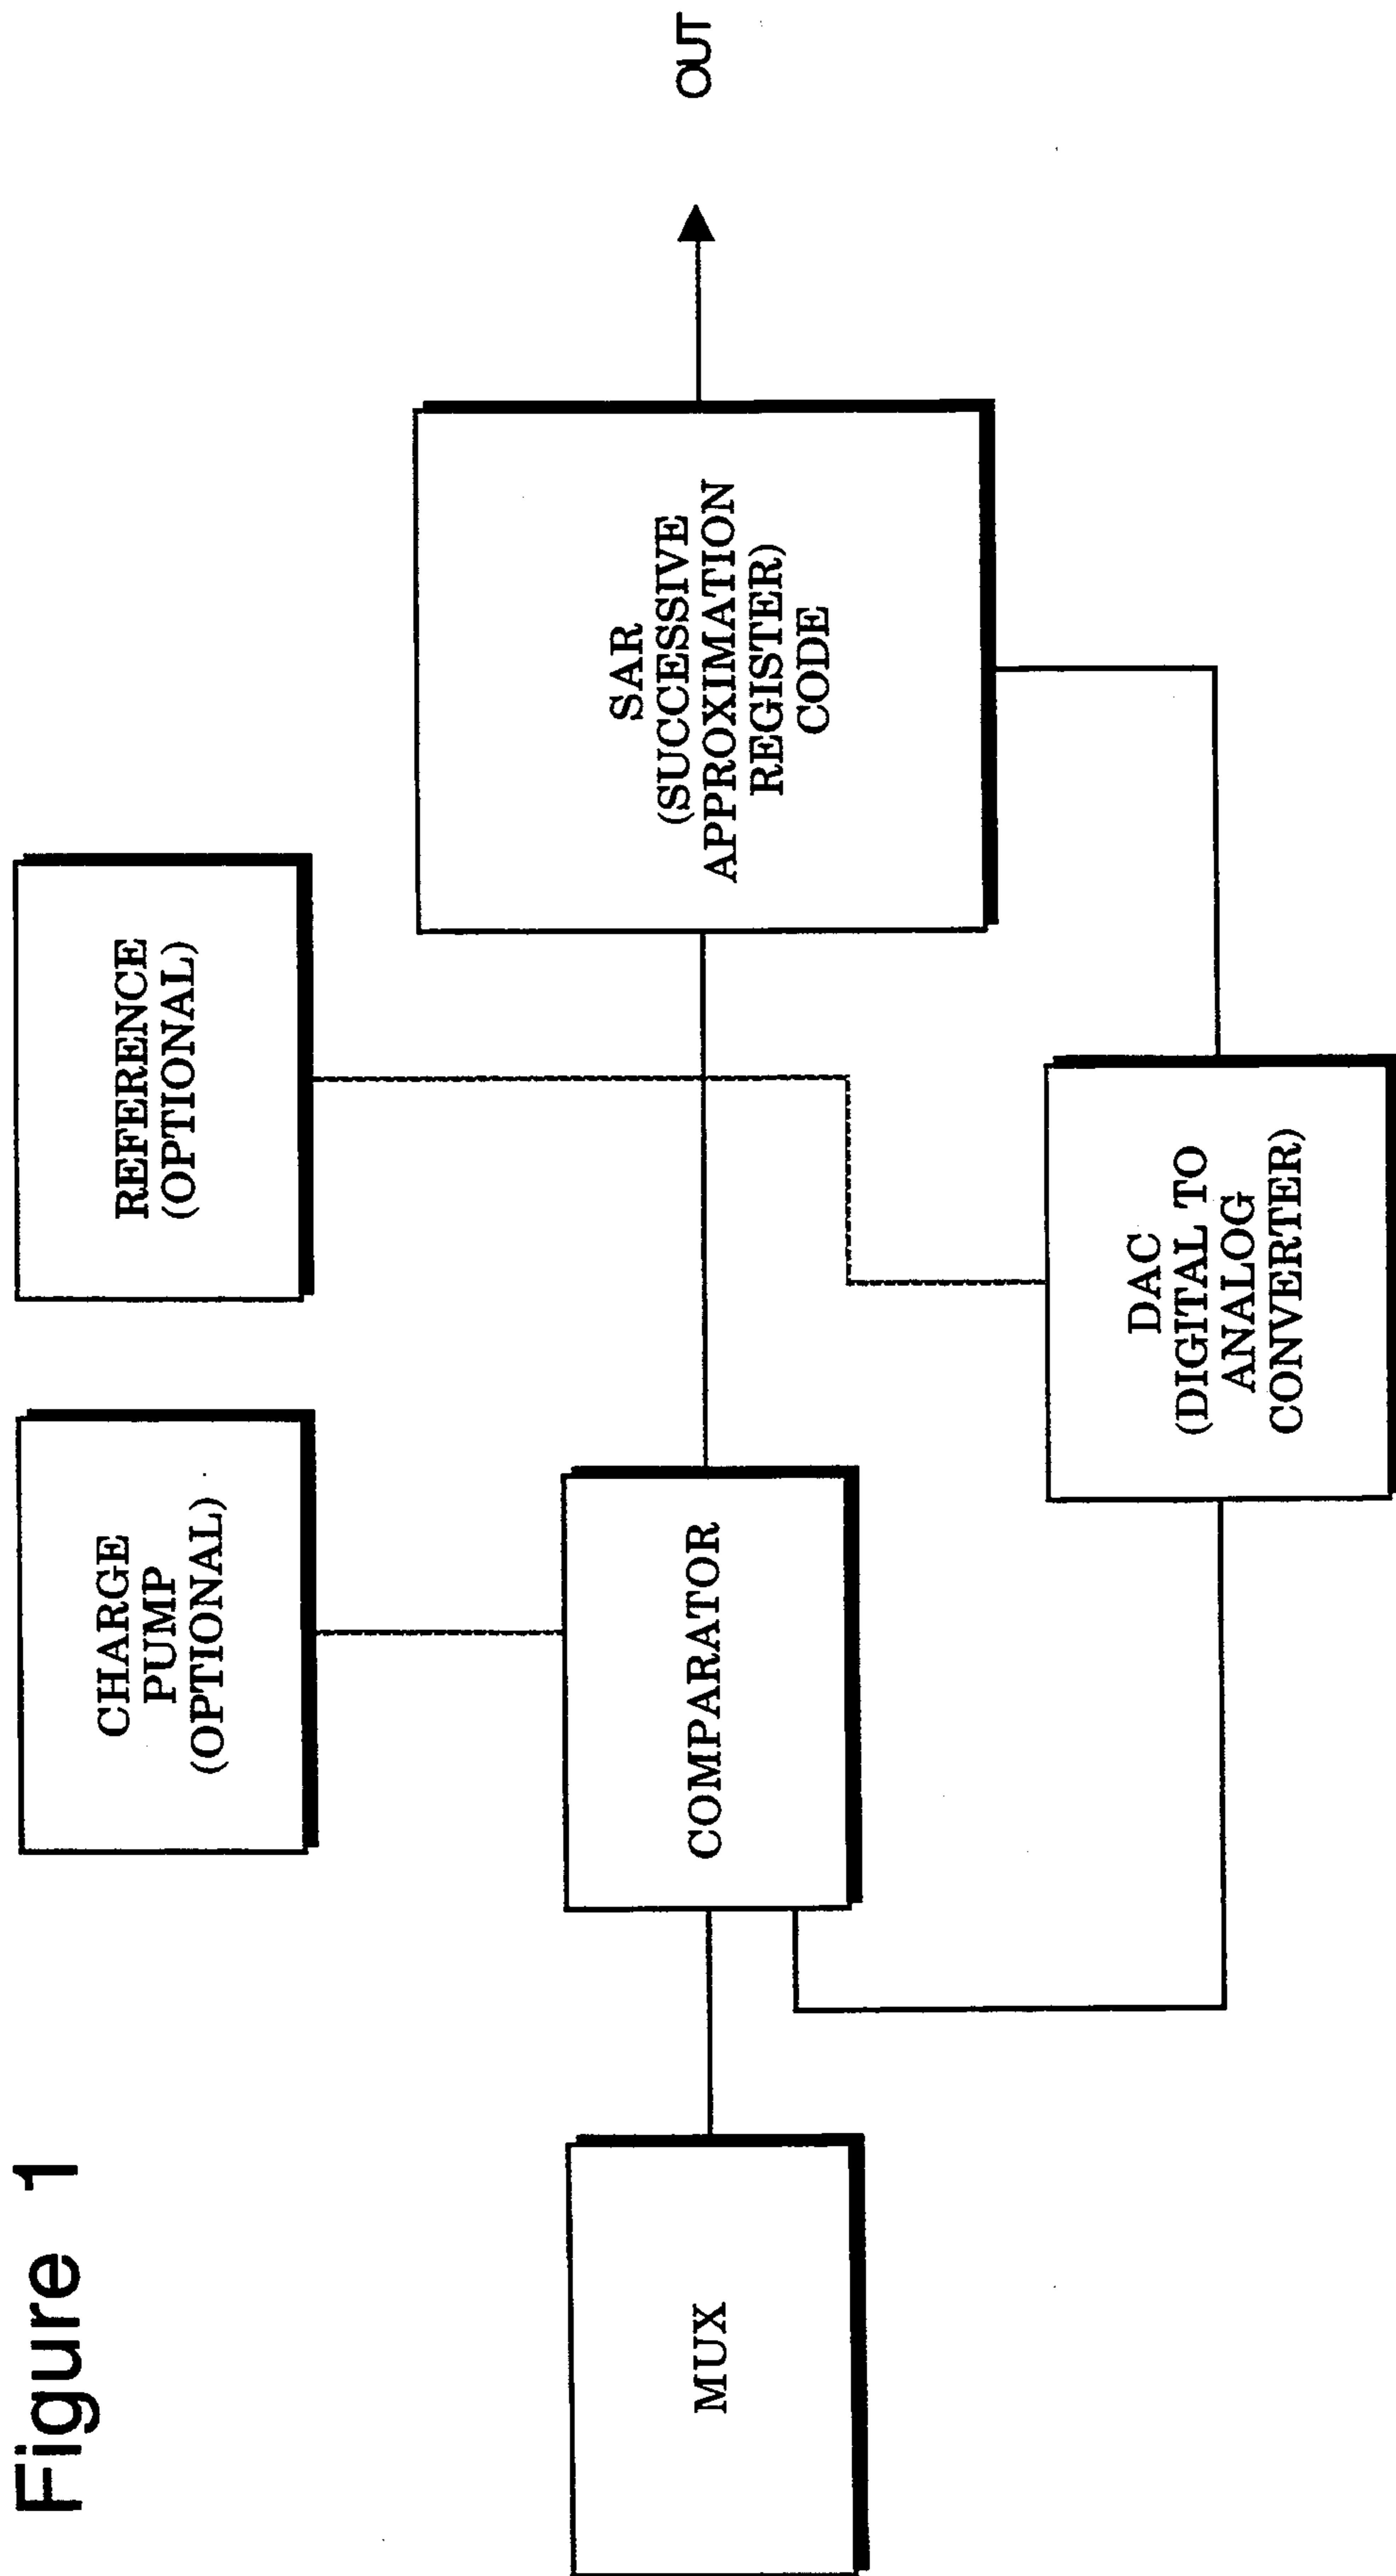 Figure 1
CHARGE
PUMP
(OPTIONAL)
REFERENCE
(OPTIONAL)
MUX
COMPARATOR
SAR
(SUCCESSIVE
APPROXIMATION
REGISTER)
CODE
OUT
DAC
(DIGITAL TO
ANALOG
CONVERTER)